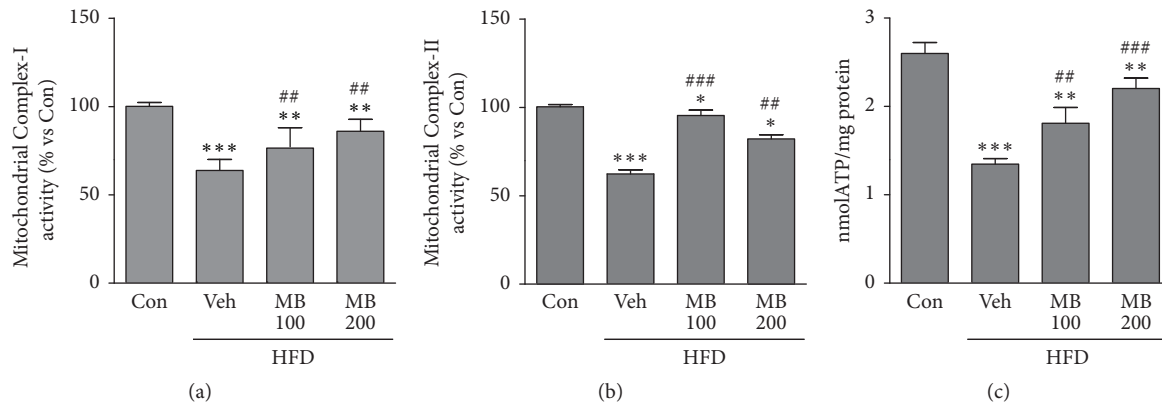 Mitochondrial Complex-I
activity (% vs Con)
150
100
50
0
***
##
**
##
**
Con
Veh
MB
100
MB
200
HFD
(a)
Mitochondrial Complex-II
activity (% vs Con)
150
100
50
0
***
###
*
##
*
Con
Veh
MB
100
MB
200
HFD
(b)
nmolATP/mg protein
3
2
1
0
***
##
**
###
**
Con
Veh
MB
100
MB
200
HFD
(c)